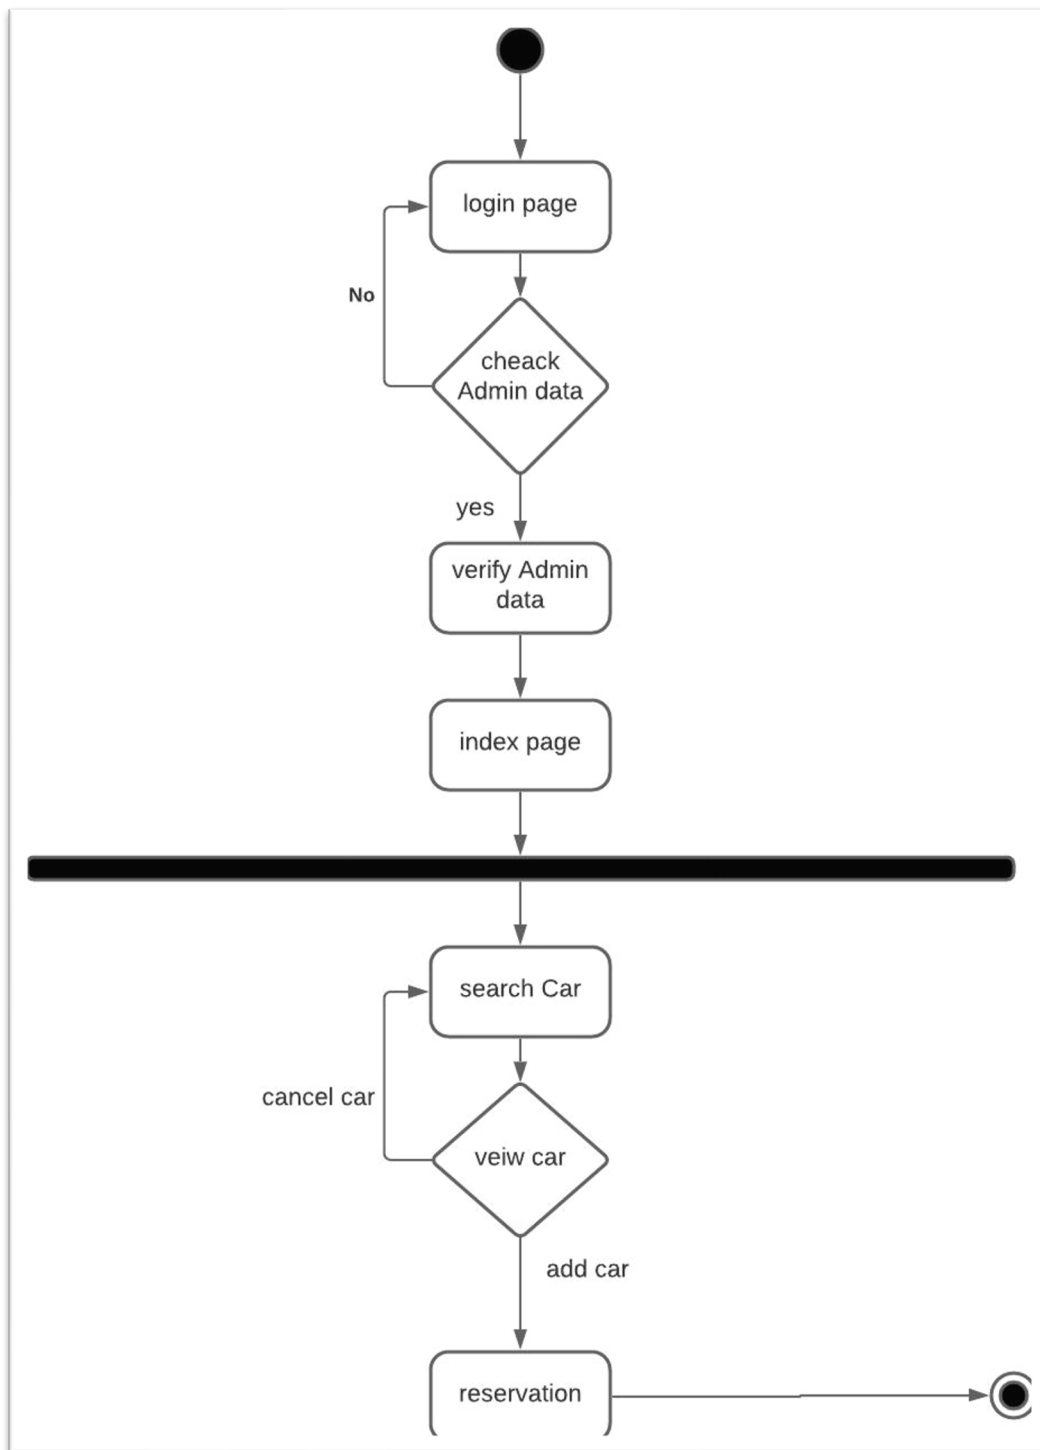 login page
No
cheack
Admin data
yes
verify Admin
data
index page
search Car
cancel car
veiw car
add car
reservation